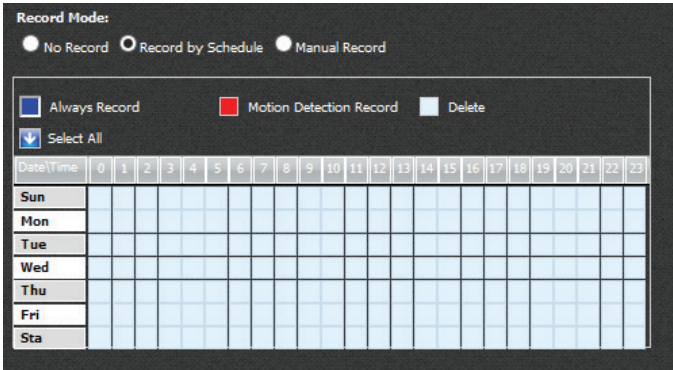 Record Mode:
No Record Record by Schedule Manual Record
Always Record Motion Detection Record Delete
Select All
Date\Time 0 1 2 3 4 5 6 7 8 9 10 11 12 13 14 15 16 17 18 19 20 21 22 23
Sun
Mon
Tue
Wed
Thu
Fri
Sta